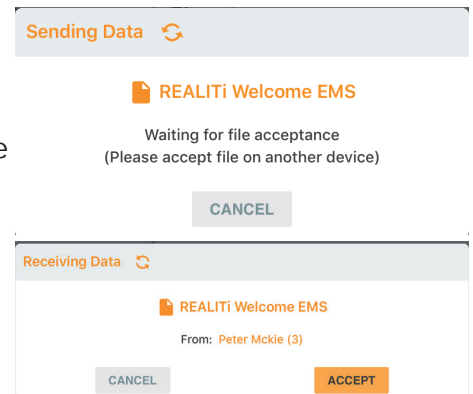 Sending Data
REALITi Welcome EMS
Waiting for file acceptance
(Please accept file on another device)
CANCEL
Receiving Data
REALITi Welcome EMS
From: Peter Mckie (3)
CANCEL ACCEPT